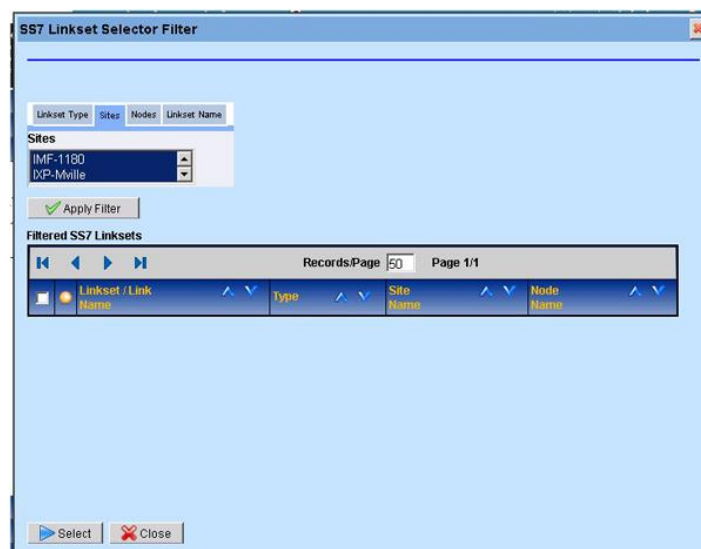 SS7 Linkset Selector Filter
Linkset Type Sites Nodes Linkset Name
Sites
IMF-1180
IXP-Mville
Apply Filter
Filtered SS7 Linksets
Records/Page 50 Page 1/1
Linkset / Link Name Type Site Name Node Name
Select Close